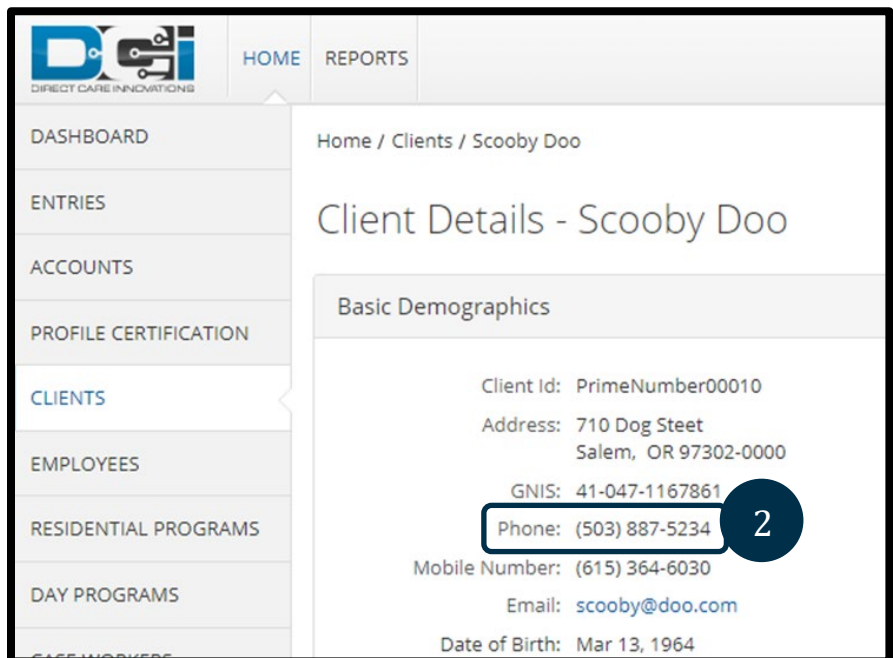 DCI
DIRECT CARE INNOVATIONS
HOME REPORTS
DASHBOARD
ENTRIES
ACCOUNTS
PROFILE CERTIFICATION
CLIENTS
EMPLOYEES
RESIDENTIAL PROGRAMS
DAY PROGRAMS
CASE WORKERS
Home / Clients / Scooby Doo
Client Details - Scooby Doo
Basic Demographics
Client Id: PrimeNumber00010
Address: 710 Dog Steet
Salem, OR 97302-0000
GNIS: 41-047-1167861
Phone: (503) 887-5234 2
Mobile Number: (615) 364-6030
Email: scooby@doo.com
Date of Birth: Mar 13, 1964